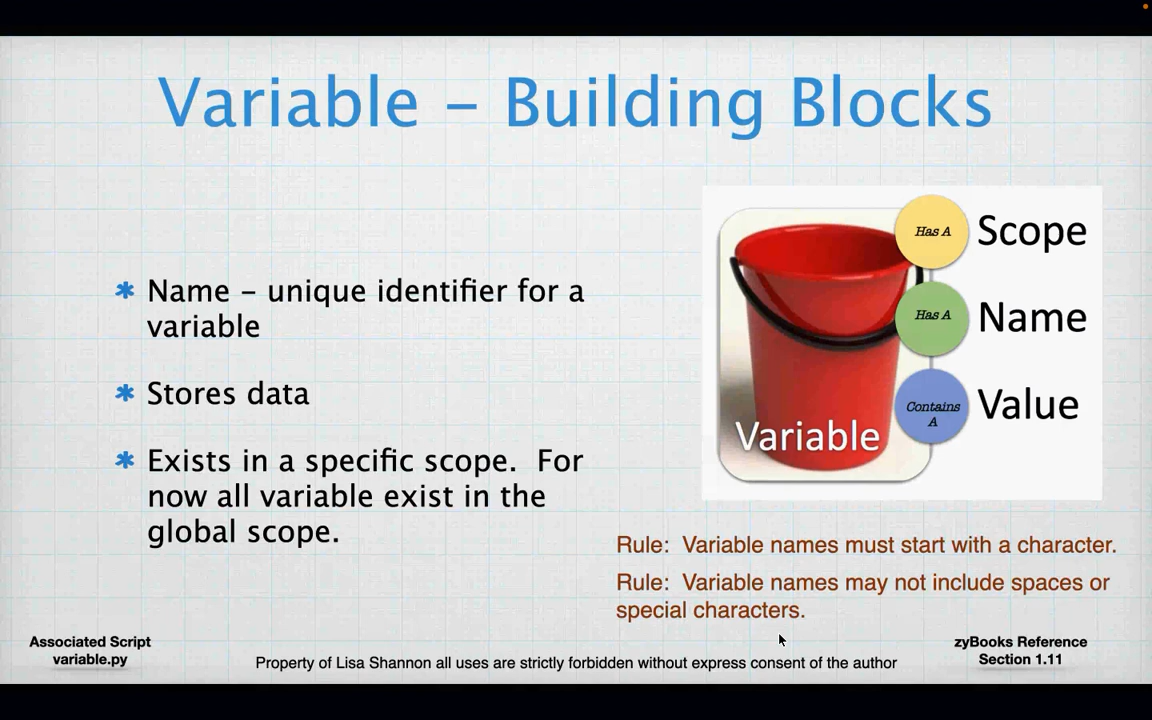 Variable – Building Blocks
Name – unique identifier for a
variable
Stores data
Exists in a specific scope.  For
now all variable exist in the
global scope.
Has A Scope
Has A Name
Contains
A
Value
Variable
Rule:  Variable names must start with a character.
Rule:  Variable names may not include spaces or
special characters.
Associated Script
variable.py
Property of Lisa Shannon all uses are strictly forbidden without express consent of the author
zyBooks Reference
Section 1.11